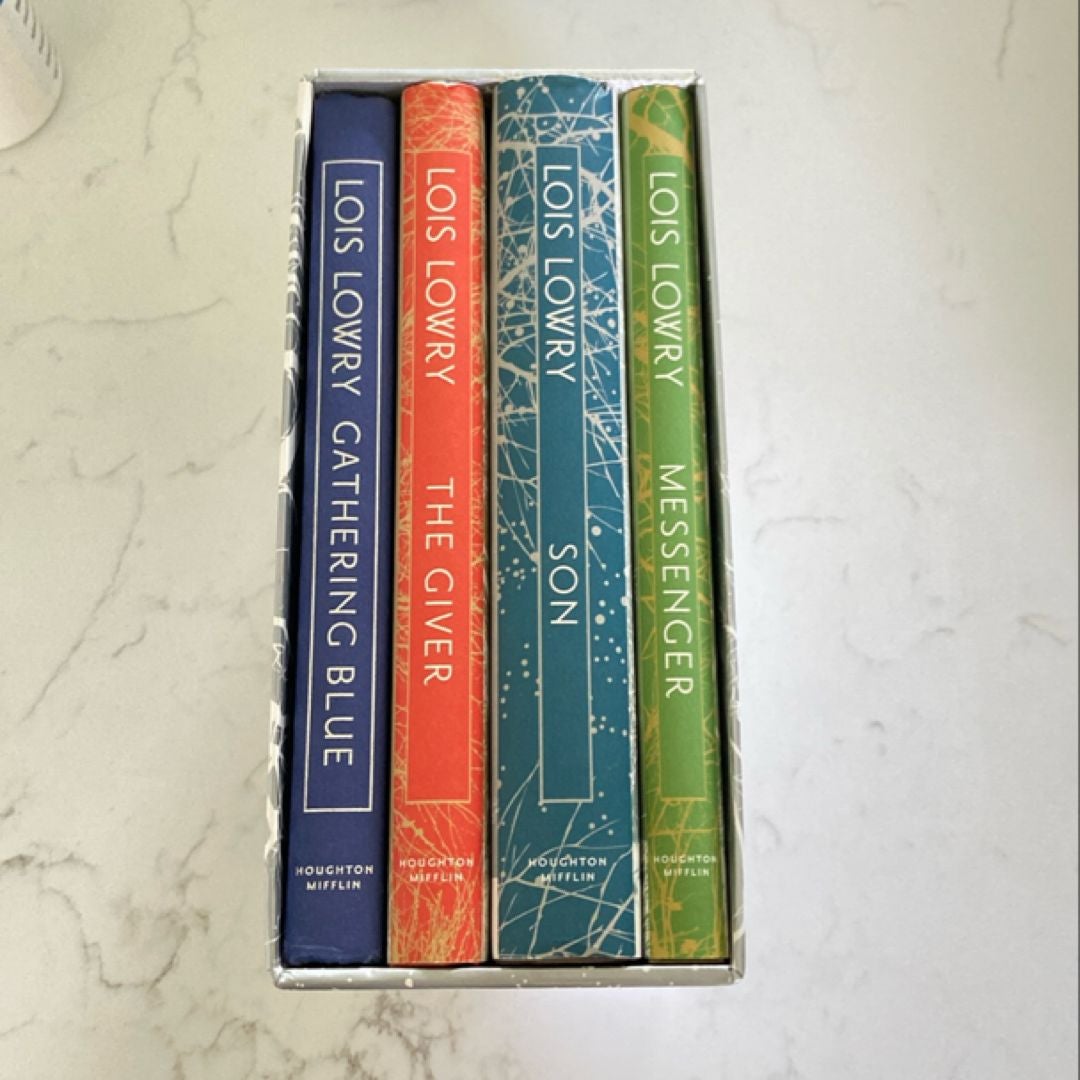 LOIS LOWRY GATHERING BLUE
HOUGHTON
MIFFLIN
LOIS LOWRY THE GIVER
HOUGHTON
MIFFLIN
LOIS LOWRY SON
HOUGHTON
MIFFLIN
LOIS LOWRY MESSENGER
HOUGHTON
MIFFLIN